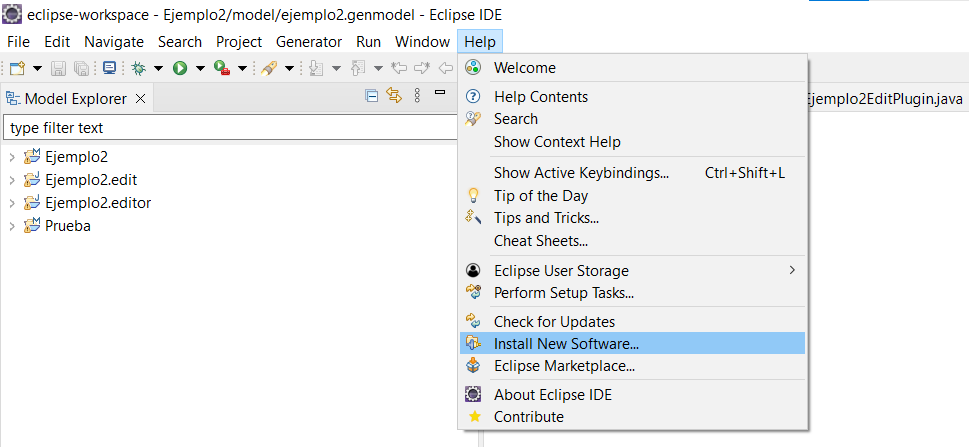 eclipse-workspace - Ejemplo2/model/ejemplo2.genmodel - Eclipse IDE
File Edit Navigate Search Project Generator Run Window Help
Model Explorer
Ejemplo2EditPlugin.java
type filter text
Ejemplo2
Ejemplo2.edit
Ejemplo2.editor
Prueba
Welcome
Help Contents
Search
Show Context Help
Show Active Keybindings... Ctrl+Shift+L
Tip of the Day
Tips and Tricks...
Cheat Sheets...
Eclipse User Storage
Perform Setup Tasks...
Check for Updates
Install New Software...
Eclipse Marketplace...
About Eclipse IDE
Contribute